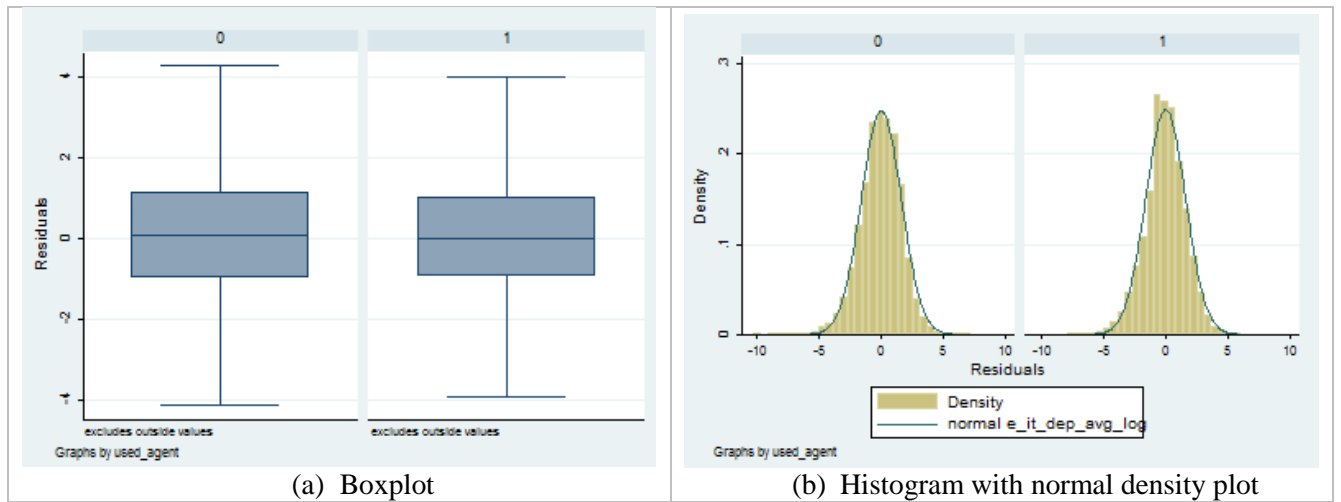 0
1
Residuals
4
2
0
-2
-4
excludes outside values
excludes outside values
Graphs by used_agent
(a) Boxplot
0
1
Density
.3
.2
.1
0
-10 -5 0 5 10 -10 -5 0 5 10
Residuals
Density
normal e_it_dep_avg_log
Graphs by used_agent
(b) Histogram with normal density plot